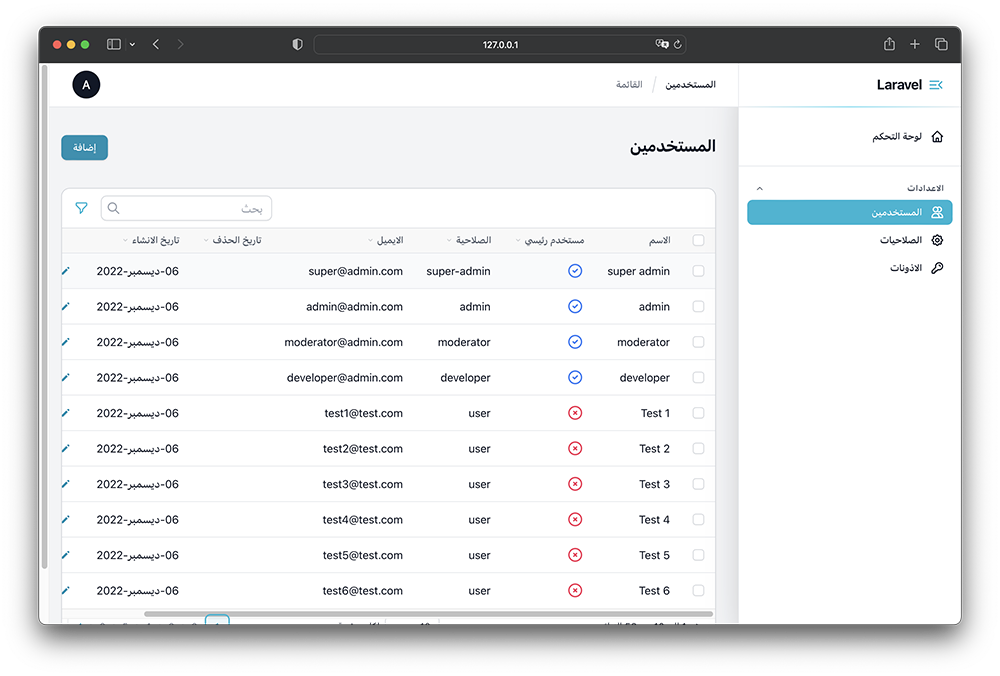 127.0.0.1
Laravel
المستخدمين / القائمة
A
لوحة التحكم
الاعدادات
المستخدمين
الصلاحيات
الاذونات
المستخدمين
إضافة
بحث
الاسم مستخدم رئيسي الصلاحية الايميل تاريخ الحذف تاريخ الانشاء
super admin super-admin super@admin.com 06-ديسمبر-2022
admin admin admin@admin.com 06-ديسمبر-2022
moderator moderator moderator@admin.com 06-ديسمبر-2022
developer developer developer@admin.com 06-ديسمبر-2022
Test 1 user test1@test.com 06-ديسمبر-2022
Test 2 user test2@test.com 06-ديسمبر-2022
Test 3 user test3@test.com 06-ديسمبر-2022
Test 4 user test4@test.com 06-ديسمبر-2022
Test 5 user test5@test.com 06-ديسمبر-2022
Test 6 user test6@test.com 06-ديسمبر-2022